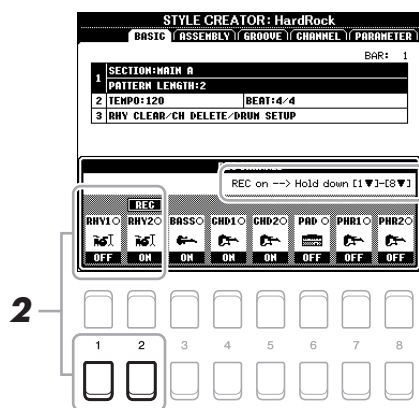 STYLE CREATOR: HardRock
BASIC ASSEMBLY GROOVE CHANNEL PARAMETER
BAR: 1
1 SECTION:MAIN A
PATTERN LENGTH:2
2 TEMPO:120 BEAT:4/4
3 RHY CLEAR/CH DELETE/DRUM SETUP
REC on --> Hold down [1▼]-[8▼]
REC
RHY1 RHY2 BASS CHD1 CHD2 PAD PHR1 PHR2
OFF ON ON ON ON OFF OFF OFF
2
1 2 3 4 5 6 7 8